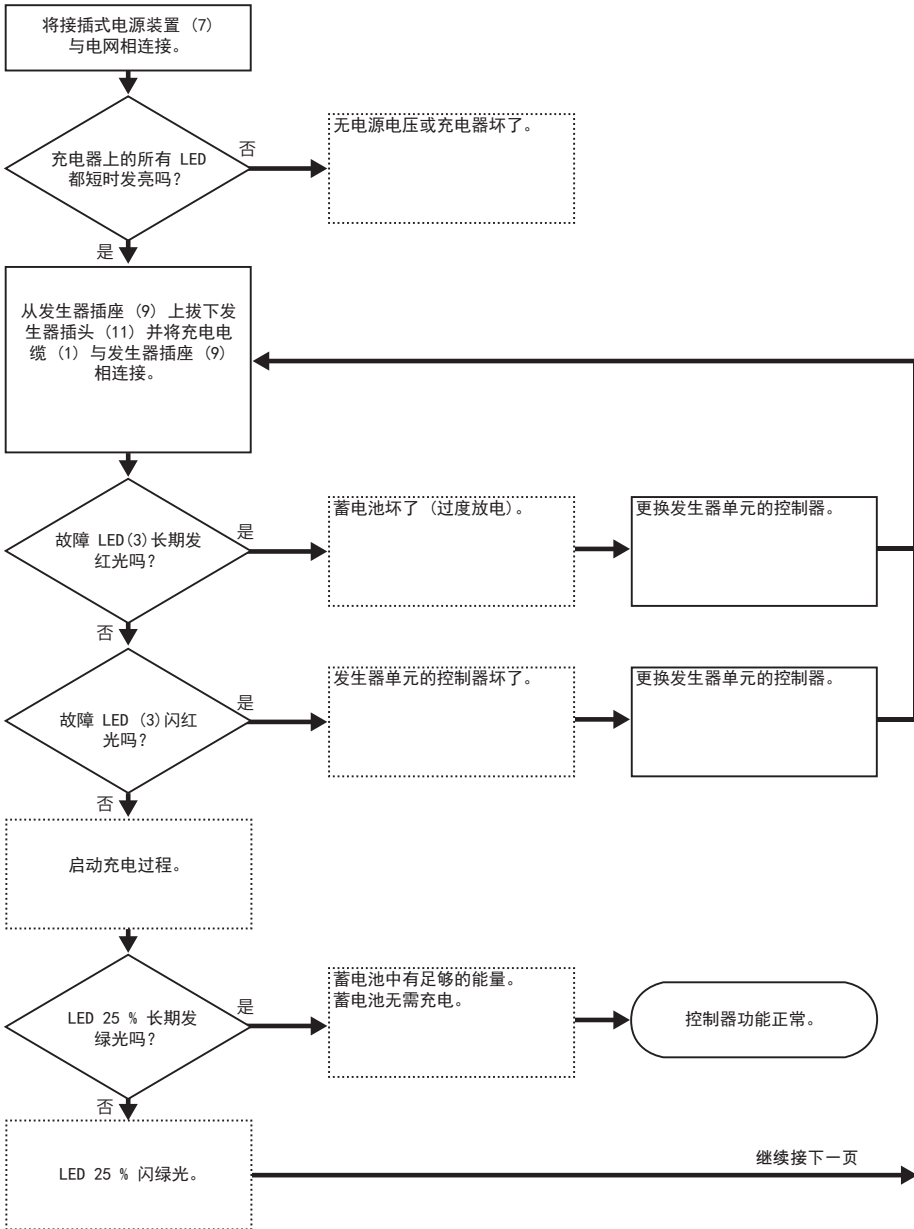 将接插式电源装置 (7)
与电网相连接。
充电器上的所有 LED
都短时发亮吗？
否
无电源电压或充电器坏了。
是
从发生器插座 (9) 上拔下发
生器插头 (11) 并将充电电
缆 (1) 与发生器插座 (9)
相连接。
故障 LED(3)长期发
红光吗？
是
蓄电池坏了 (过度放电)。
更换发生器单元的控制器。
否
故障 LED (3)闪红
光吗？
是
发生器单元的控制器坏了。
更换发生器单元的控制器。
否
启动充电过程。
LED 25 % 长期发
绿光吗？
是
蓄电池中有足够的能量。
蓄电池无需充电。
控制器功能正常。
否
LED 25 % 闪绿光。
继续接下一页